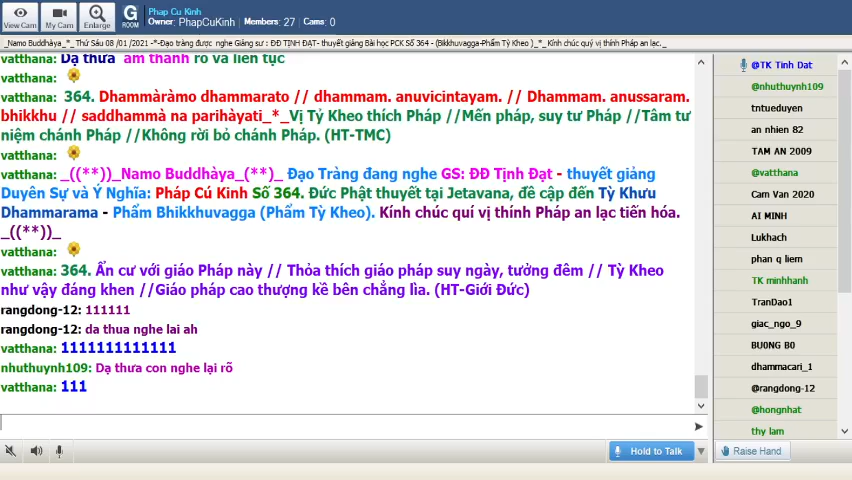 View Cam
My Cam
Enlarge
G
ROOM
Phap Cu Kinh
Owner: PhapCuKinh Members: 27 Cams: 0
_Namo Buddhàya_*_ Thứ Sáu 08 /01 /2021 -*-Đạo tràng được nghe Giảng sư : ĐĐ TỊNH ĐẠT- thuyết giảng Bài học PCK Số 364 - (Bikkhuvagga-Phẩm Tỳ Kheo )_*_ Kính chúc quý vị thính Pháp an lạc._
vatthana: Dạ thưa âm thanh rõ và liên tục
vatthana:
vatthana: 364. Dhammàràmo dhammarato // dhammam. anuvicintayam. // Dhammam. anussaram.
bhikkhu // saddhammà na parihàyati_*_Vị Tỷ Kheo thích Pháp //Mến pháp, suy tư Pháp //Tâm tư
niệm chánh Pháp //Không rời bỏ chánh Pháp. (HT-TMC)
vatthana:
vatthana: _((**))_Namo Buddhàya_(**)_ Đạo Tràng đang nghe GS: ĐĐ Tịnh Đạt - thuyết giảng
Duyên Sự và Ý Nghĩa: Pháp Cú Kinh Số 364. Đức Phật thuyết tại Jetavana, đề cập đến Tỳ Khưu
Dhammarama - Phẩm Bhikkhuvagga (Phẩm Tỳ Kheo). Kính chúc quí vị thính Pháp an lạc tiến hóa.
_((**))_
vatthana:
vatthana: 364. Ẩn cư với giáo Pháp này // Thỏa thích giáo pháp suy ngày, tưởng đêm // Tỳ Kheo
như vậy đáng khen //Giáo pháp cao thượng kề bên chẳng lìa. (HT-Giới Đức)
rangdong-12: 111111
rangdong-12: da thua nghe lai ah
vatthana: 1111111111111
nhuthuynh109: Dạ thưa con nghe lại rõ
vatthana: 111
Hold to Talk
@TK Tinh Dat
@nhuthuynh109
tntueduyen
an nhien 82
TAM AN 2009
@vatthana
Cam Van 2020
AI MINH
Lukhach
phan q liem
TK minhhanh
TranDao1
giac_ngo_9
BU0NG B0
dhammacari_1
@rangdong-12
@hongnhat
thy lam
Raise Hand